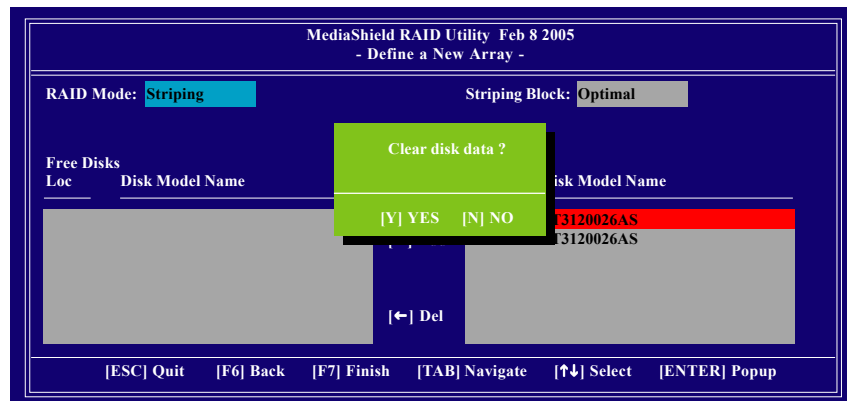 MediaShield RAID Utility Feb 8 2005
- Define a New Array -
RAID Mode: Striping
Striping Block: Optimal
Clear disk data ?
[Y] YES [N] NO
Free Disks
Loc Disk Model Name
isk Model Name
T3120026AS
T3120026AS
[←] Del
[ESC] Quit [F6] Back [F7] Finish [TAB] Navigate [↑↓] Select [ENTER] Popup